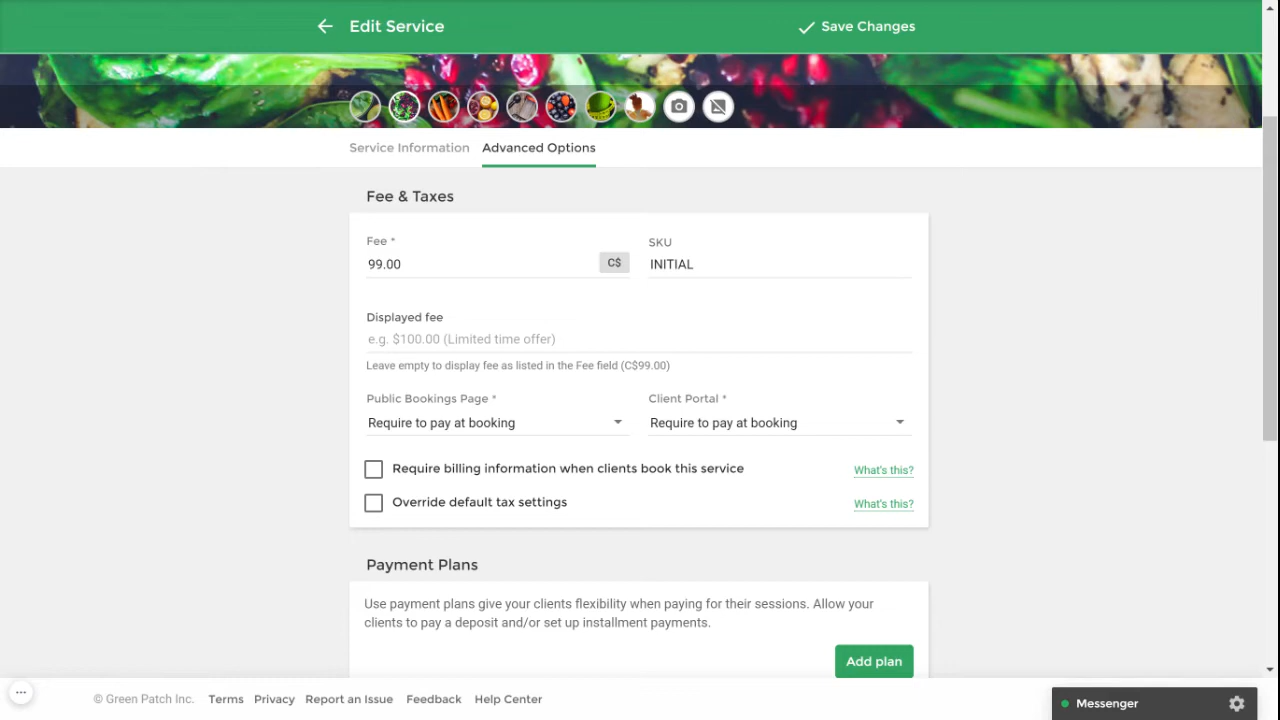 Edit Service
Save Changes
Service Information
Advanced Options
Fee & Taxes
Fee *
SKU
99.00
C$
INITIAL
Displayed fee
e.g. $100.00 (Limited time offer)
Leave empty to display fee as listed in the Fee field (C$99.00)
Public Bookings Page *
Client Portal *
Require to pay at booking
Require to pay at booking
Require billing information when clients book this service
What's this?
Override default tax settings
What's this?
Payment Plans
Use payment plans give your clients flexibility when paying for their sessions. Allow your
clients to pay a deposit and/or set up installment payments.
Add plan
© Green Patch Inc.
Terms
Privacy
Report an Issue
Feedback
Help Center
Messenger